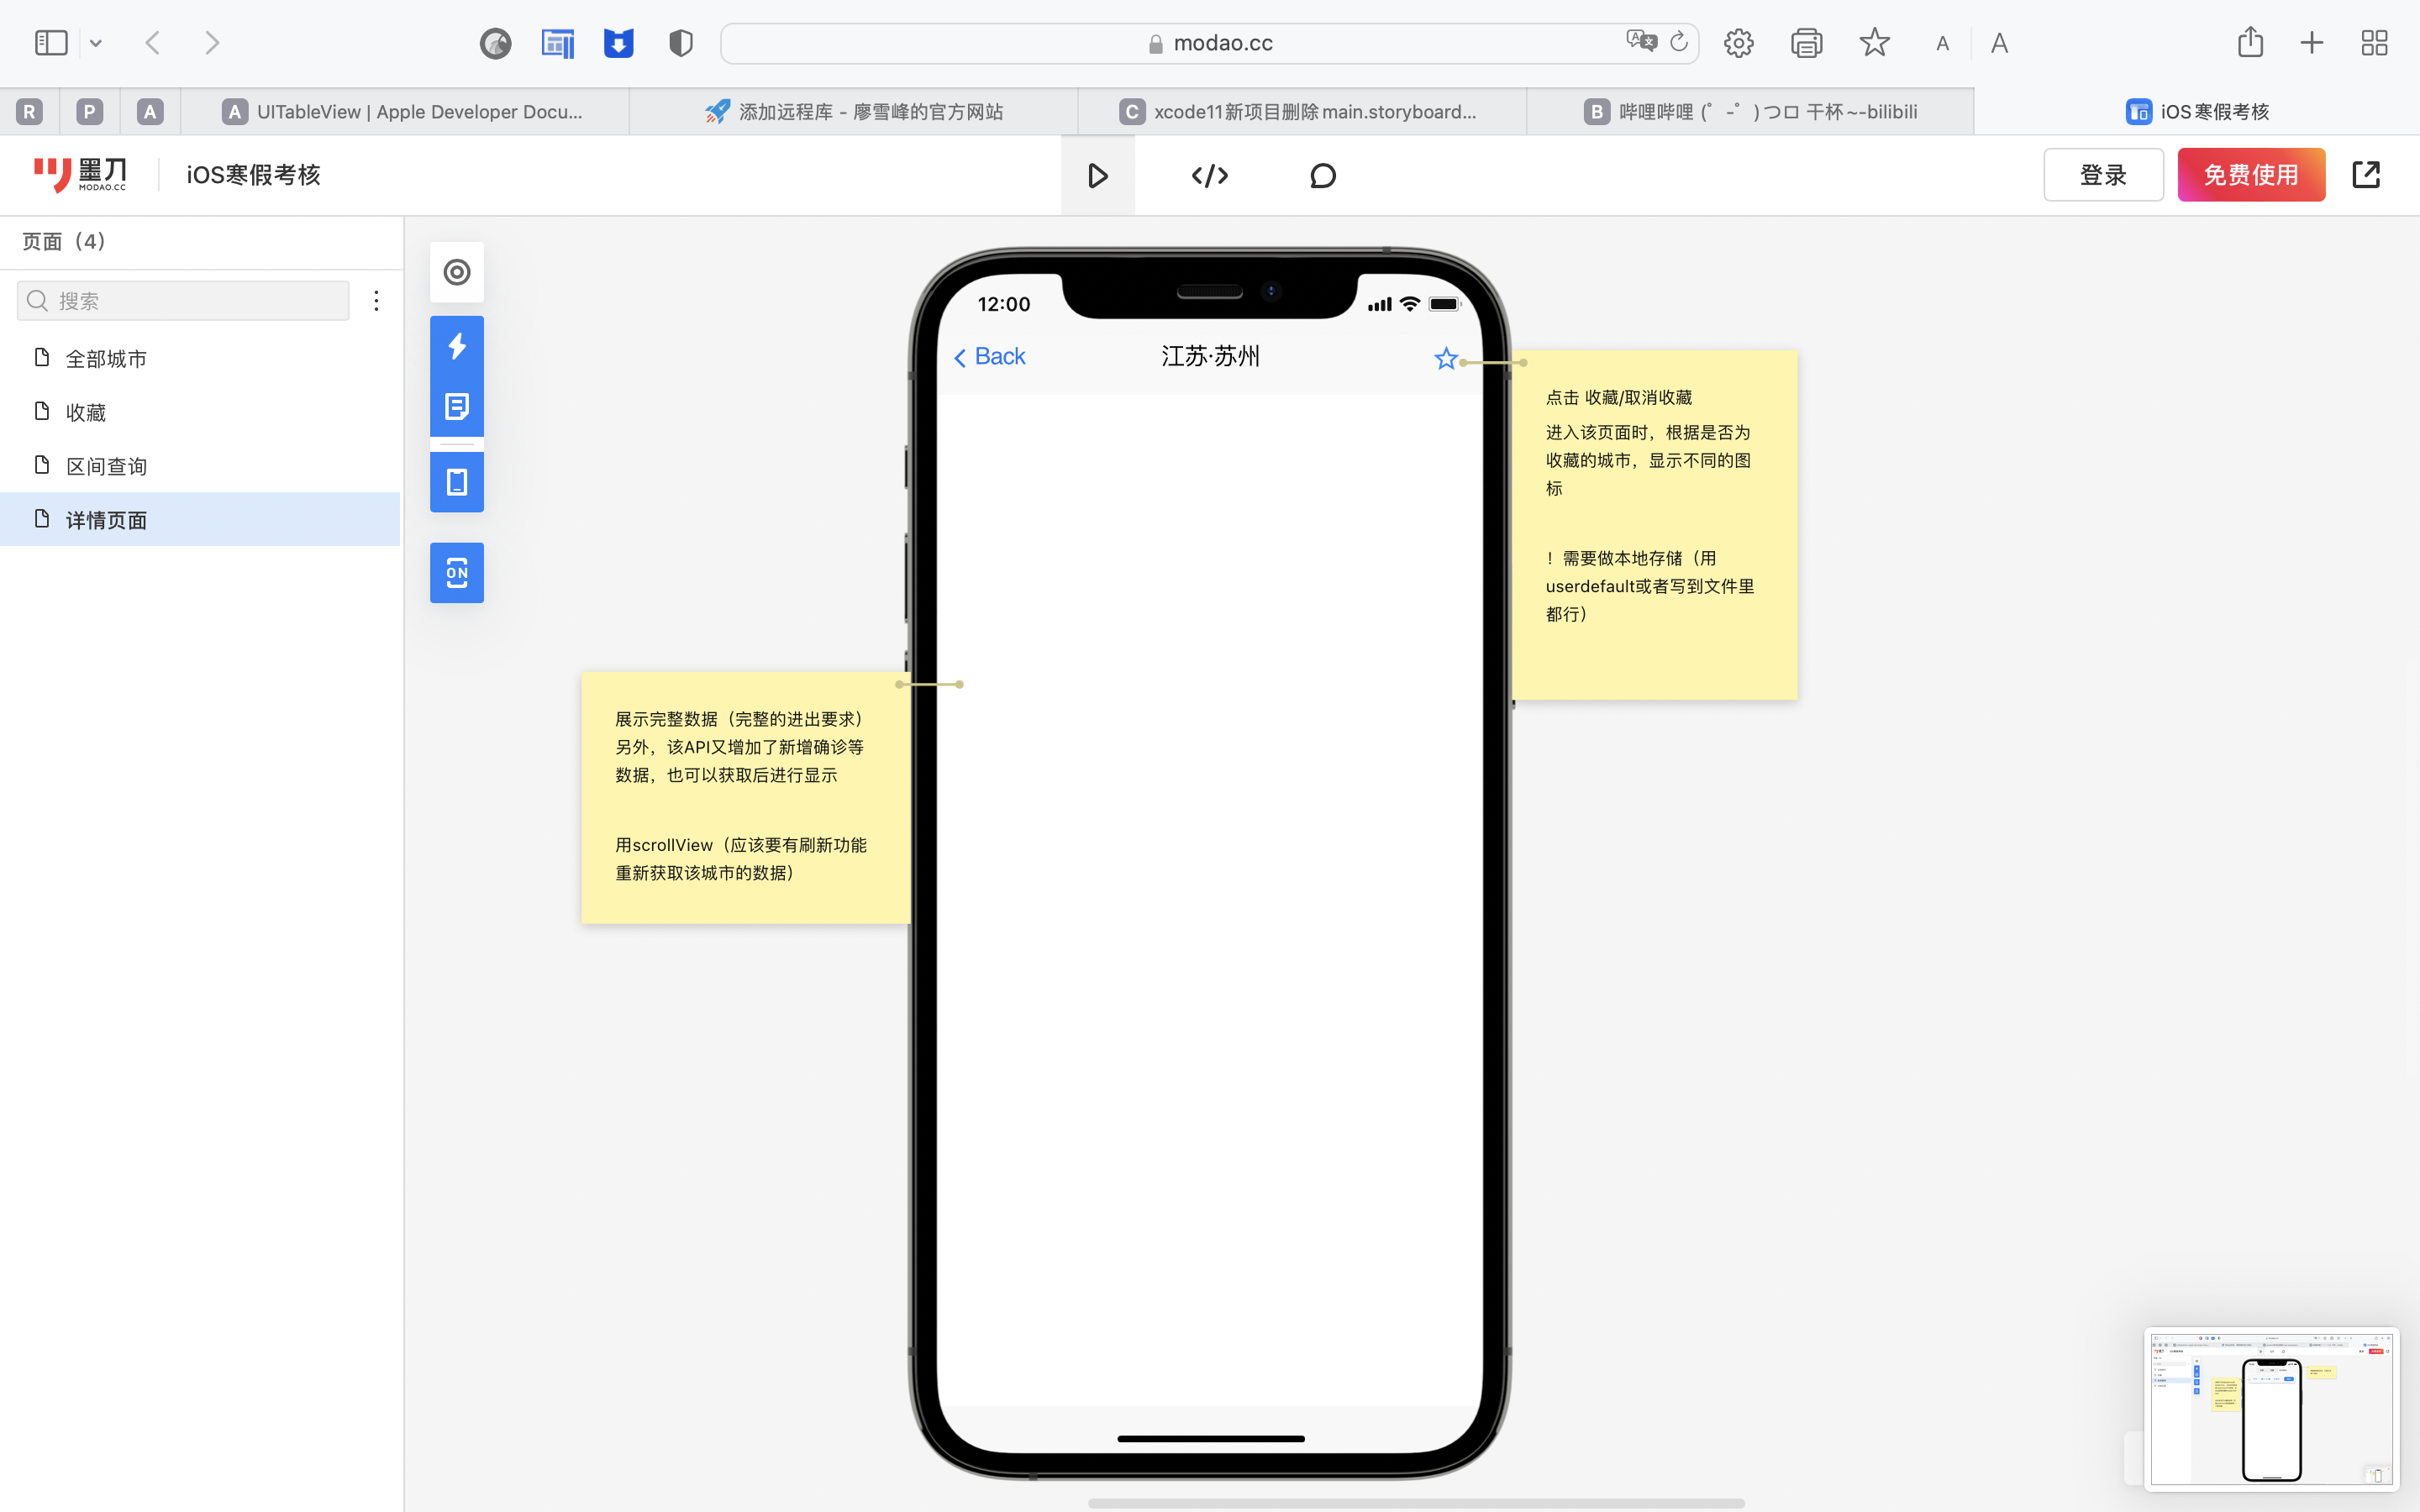 modao.cc
A
A
R
P
A
A UITableView | Apple Developer Docu...
添加远程库 - 廖雪峰的官方网站
C xcode11新项目删除main.storyboard...
B 哔哩哔哩 (゜-゜)つロ 干杯~-bilibili
iOS寒假考核
墨刀
MODAO.CC
iOS寒假考核
登录
免费使用
页面（4）
搜索
全部城市
收藏
区间查询
详情页面
ON
12:00
Back
江苏·苏州
点击 收藏/取消收藏
进入该页面时，根据是否为
收藏的城市，显示不同的图
标
！需要做本地存储（用
userdefault或者写到文件里
都行）
展示完整数据（完整的进出要求）
另外，该API又增加了新增确诊等
数据，也可以获取后进行显示
用scrollView（应该要有刷新功能
重新获取该城市的数据）